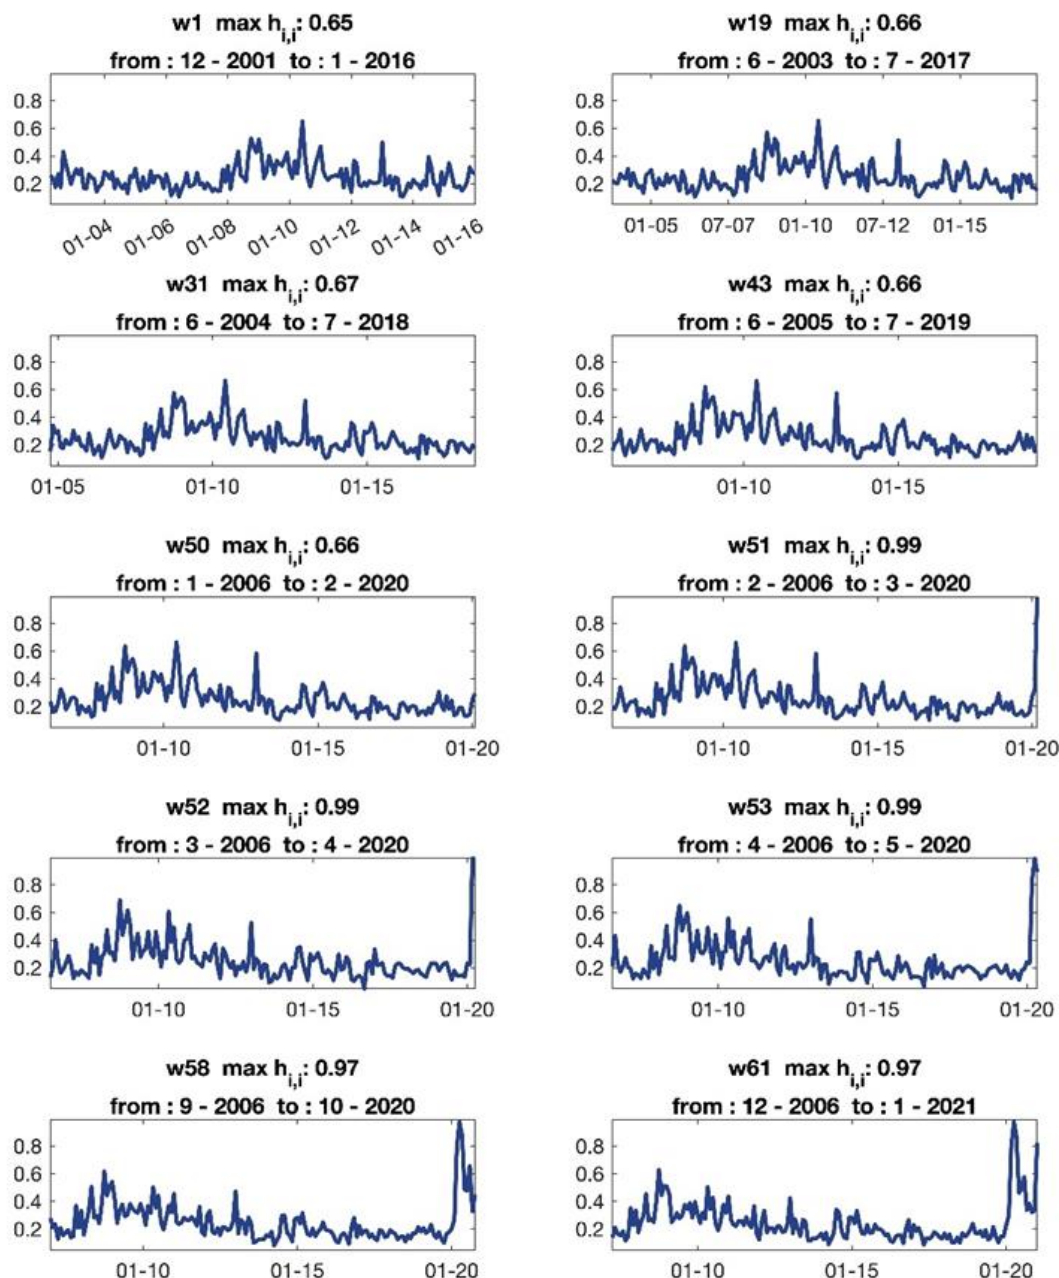 w1 max h_{i,i}: 0.65
from : 12 - 2001 to : 1 - 2016
0.8
0.6
0.4
0.2
01-04 01-06 01-08 01-10 01-12 01-14 01-16
w19 max h_{i,i}: 0.66
from : 6 - 2003 to : 7 - 2017
0.8
0.6
0.4
0.2
01-05 07-07 01-10 07-12 01-15
w31 max h_{i,i}: 0.67
from : 6 - 2004 to : 7 - 2018
0.8
0.6
0.4
0.2
01-05 01-10 01-15
w43 max h_{i,i}: 0.66
from : 6 - 2005 to : 7 - 2019
0.8
0.6
0.4
0.2
01-10 01-15
w50 max h_{i,i}: 0.66
from : 1 - 2006 to : 2 - 2020
0.8
0.6
0.4
0.2
01-10 01-15 01-20
w51 max h_{i,i}: 0.99
from : 2 - 2006 to : 3 - 2020
0.8
0.6
0.4
0.2
01-10 01-15 01-20
w52 max h_{i,i}: 0.99
from : 3 - 2006 to : 4 - 2020
0.8
0.6
0.4
0.2
01-10 01-15 01-20
w53 max h_{i,i}: 0.99
from : 4 - 2006 to : 5 - 2020
0.8
0.6
0.4
0.2
01-10 01-15 01-20
w58 max h_{i,i}: 0.97
from : 9 - 2006 to : 10 - 2020
0.8
0.6
0.4
0.2
01-10 01-15 01-20
w61 max h_{i,i}: 0.97
from : 12 - 2006 to : 1 - 2021
0.8
0.6
0.4
0.2
01-10 01-15 01-20